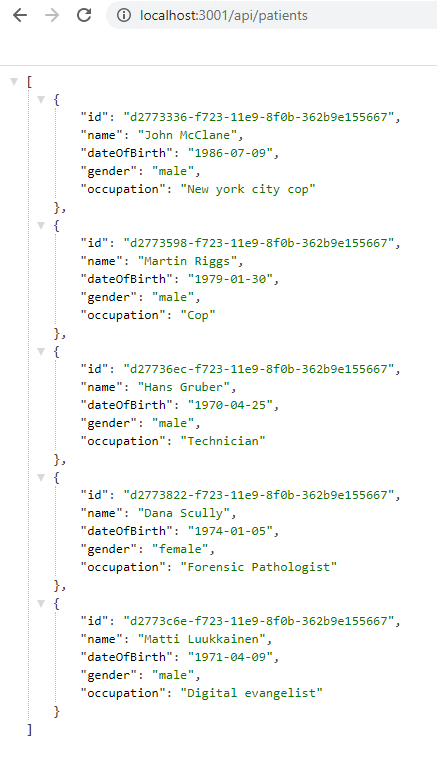 localhost:3001/api/patients
[
{
"id": "d2773336-f723-11e9-8f0b-362b9e155667",
"name": "John McClane",
"dateOfBirth": "1986-07-09",
"gender": "male",
"occupation": "New york city cop"
},
{
"id": "d2773598-f723-11e9-8f0b-362b9e155667",
"name": "Martin Riggs",
"dateOfBirth": "1979-01-30",
"gender": "male",
"occupation": "Cop"
},
{
"id": "d27736ec-f723-11e9-8f0b-362b9e155667",
"name": "Hans Gruber",
"dateOfBirth": "1970-04-25",
"gender": "male",
"occupation": "Technician"
},
{
"id": "d2773822-f723-11e9-8f0b-362b9e155667",
"name": "Dana Scully",
"dateOfBirth": "1974-01-05",
"gender": "female",
"occupation": "Forensic Pathologist"
},
{
"id": "d2773c6e-f723-11e9-8f0b-362b9e155667",
"name": "Matti Luukkainen",
"dateOfBirth": "1971-04-09",
"gender": "male",
"occupation": "Digital evangelist"
}
]